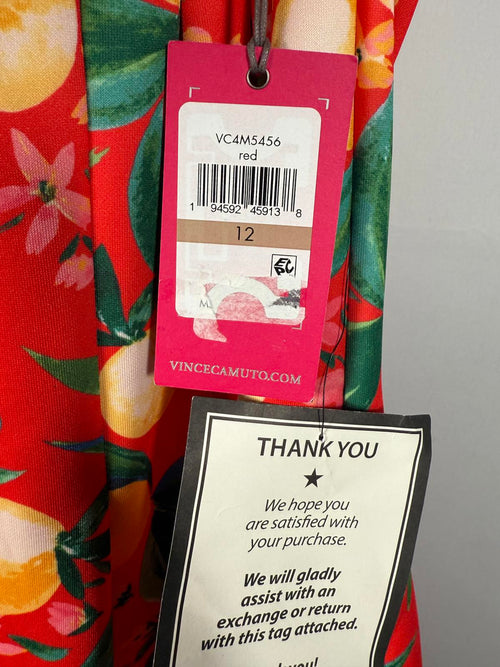 VC4M5456
red
1 94592 45913 8
12
M
VINCECAMUTO.COM
THANK YOU
★
We hope you
are satisfied with
your purchase.
We will gladly
assist with an
exchange or return
with this tag attached.
you!